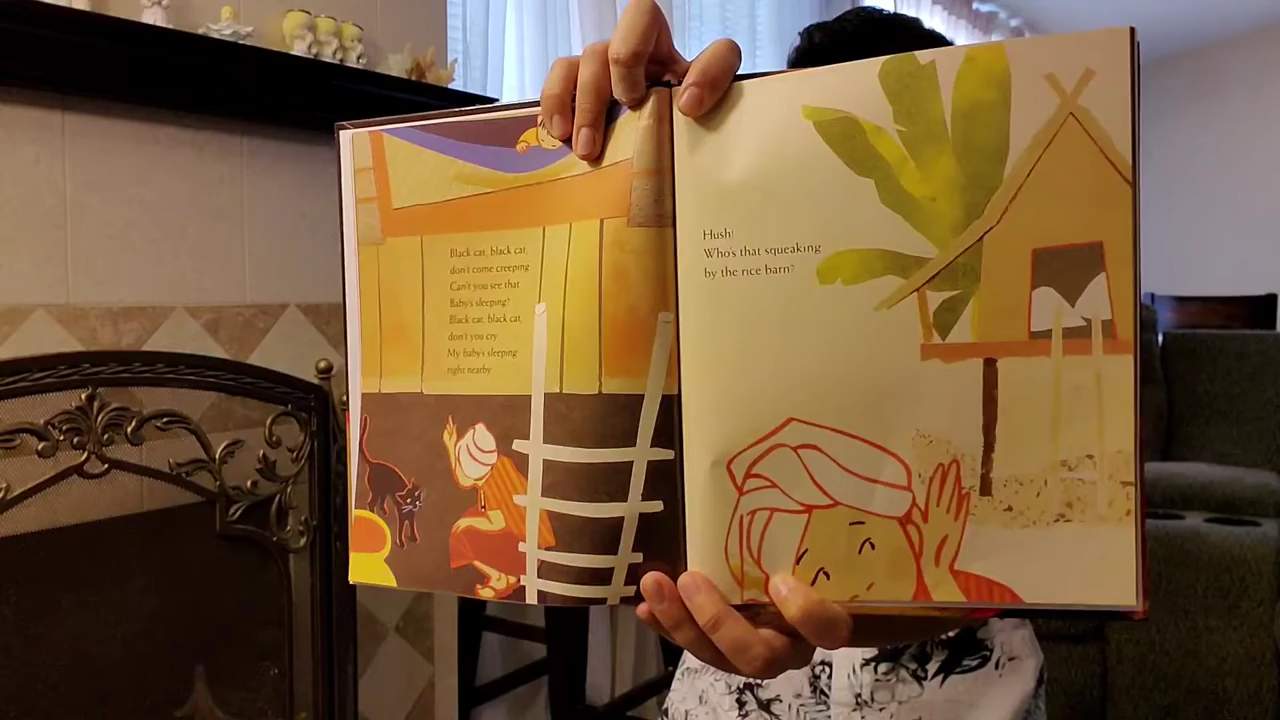 Black cat, black cat,
don't come creeping
Can't you see that
Baby's sleeping?
Black cat, black cat,
don't you cry
My Baby's sleeping
right nearby
Hush!
Who's that squeaking
by the rice barn?